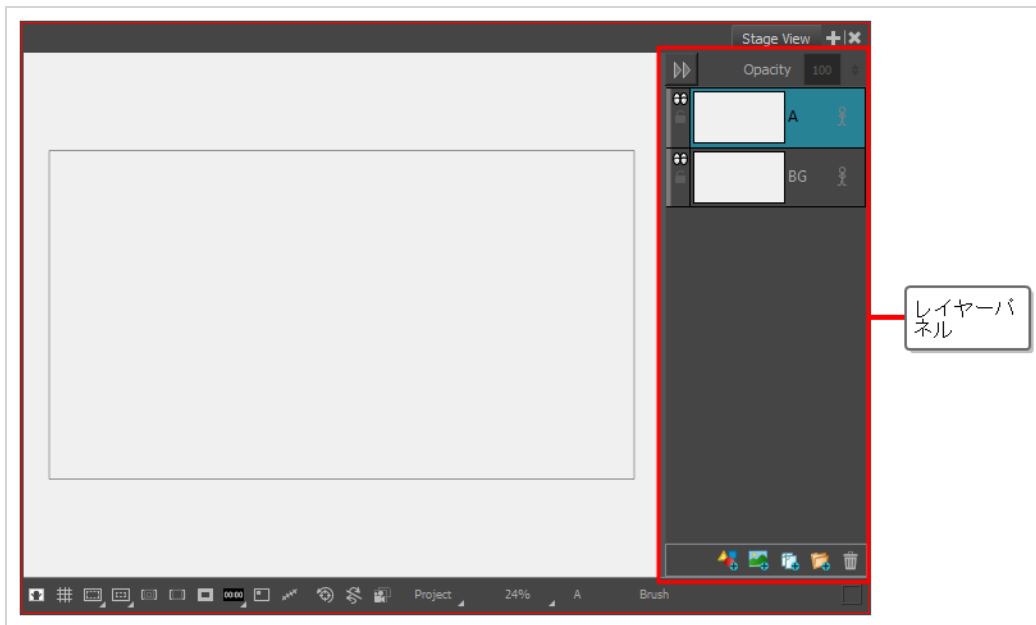 Stage View
Opacity 100
A
BG
レイヤーパ
ネル
00:00 Project 24% A Brush